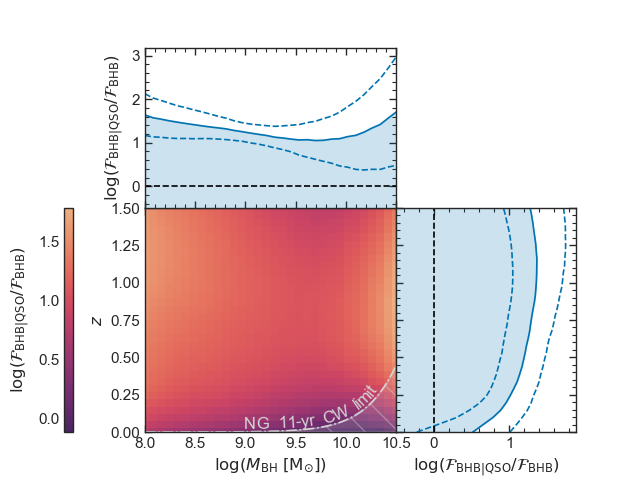 3
2
1
0
log(𝓕BHB|QSO/𝓕BHB)
1.50
1.25
1.00
0.75
0.50
0.25
0.00
z
1.5
1.0
0.5
0.0
log(𝓕BHB|QSO/𝓕BHB)
NG 11-yr CW limit
8.0 8.5 9.0 9.5 10.0 10.5
log(MBH [M⊙])
0 1
log(𝓕BHB|QSO/𝓕BHB)